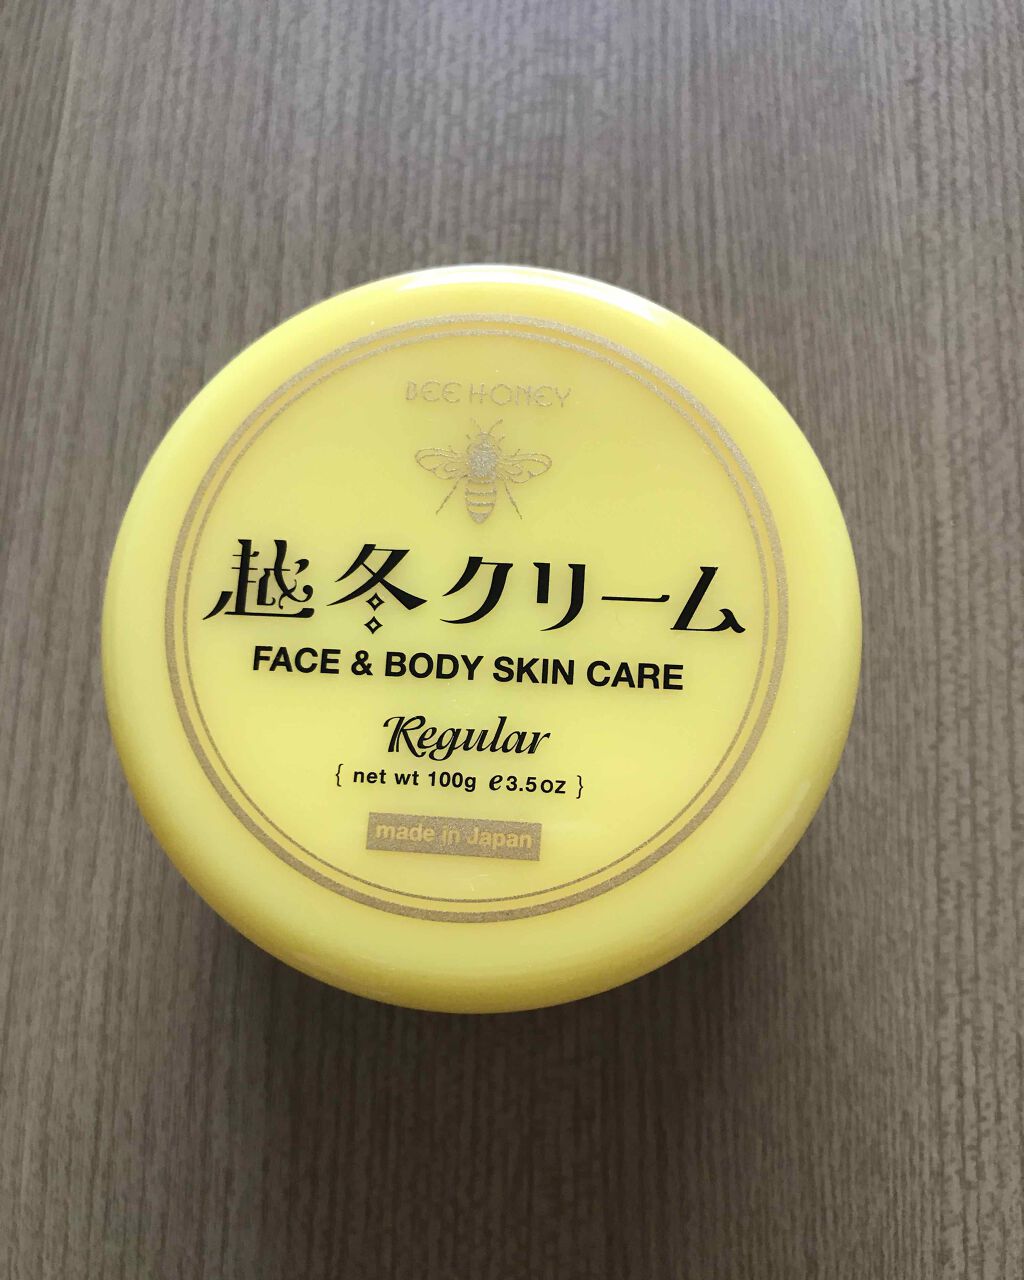 BEE HONEY
越冬クリーム
FACE & BODY SKIN CARE
Regular
{ net wt 100g ℮3.5oz }
made in Japan